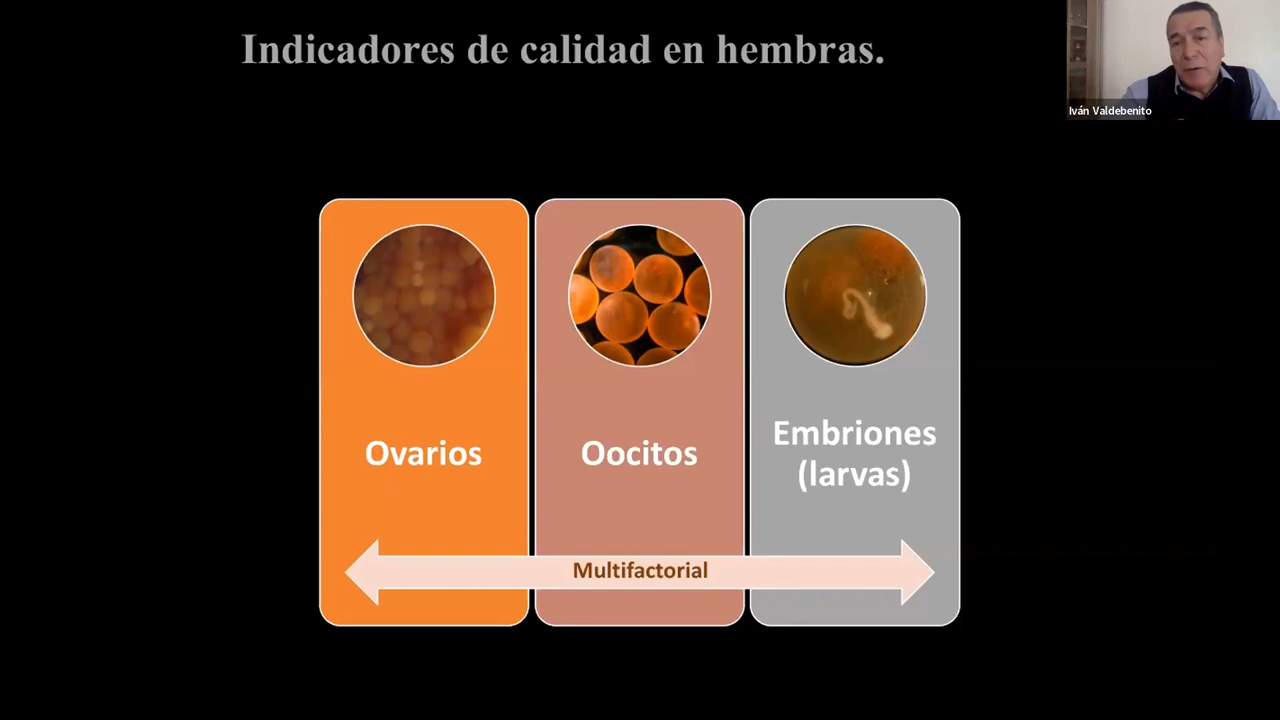 Indicadores de calidad en hembras.
Iván Valdebenito
Ovarios
Oocitos
Embriones
(larvas)
Multifactorial